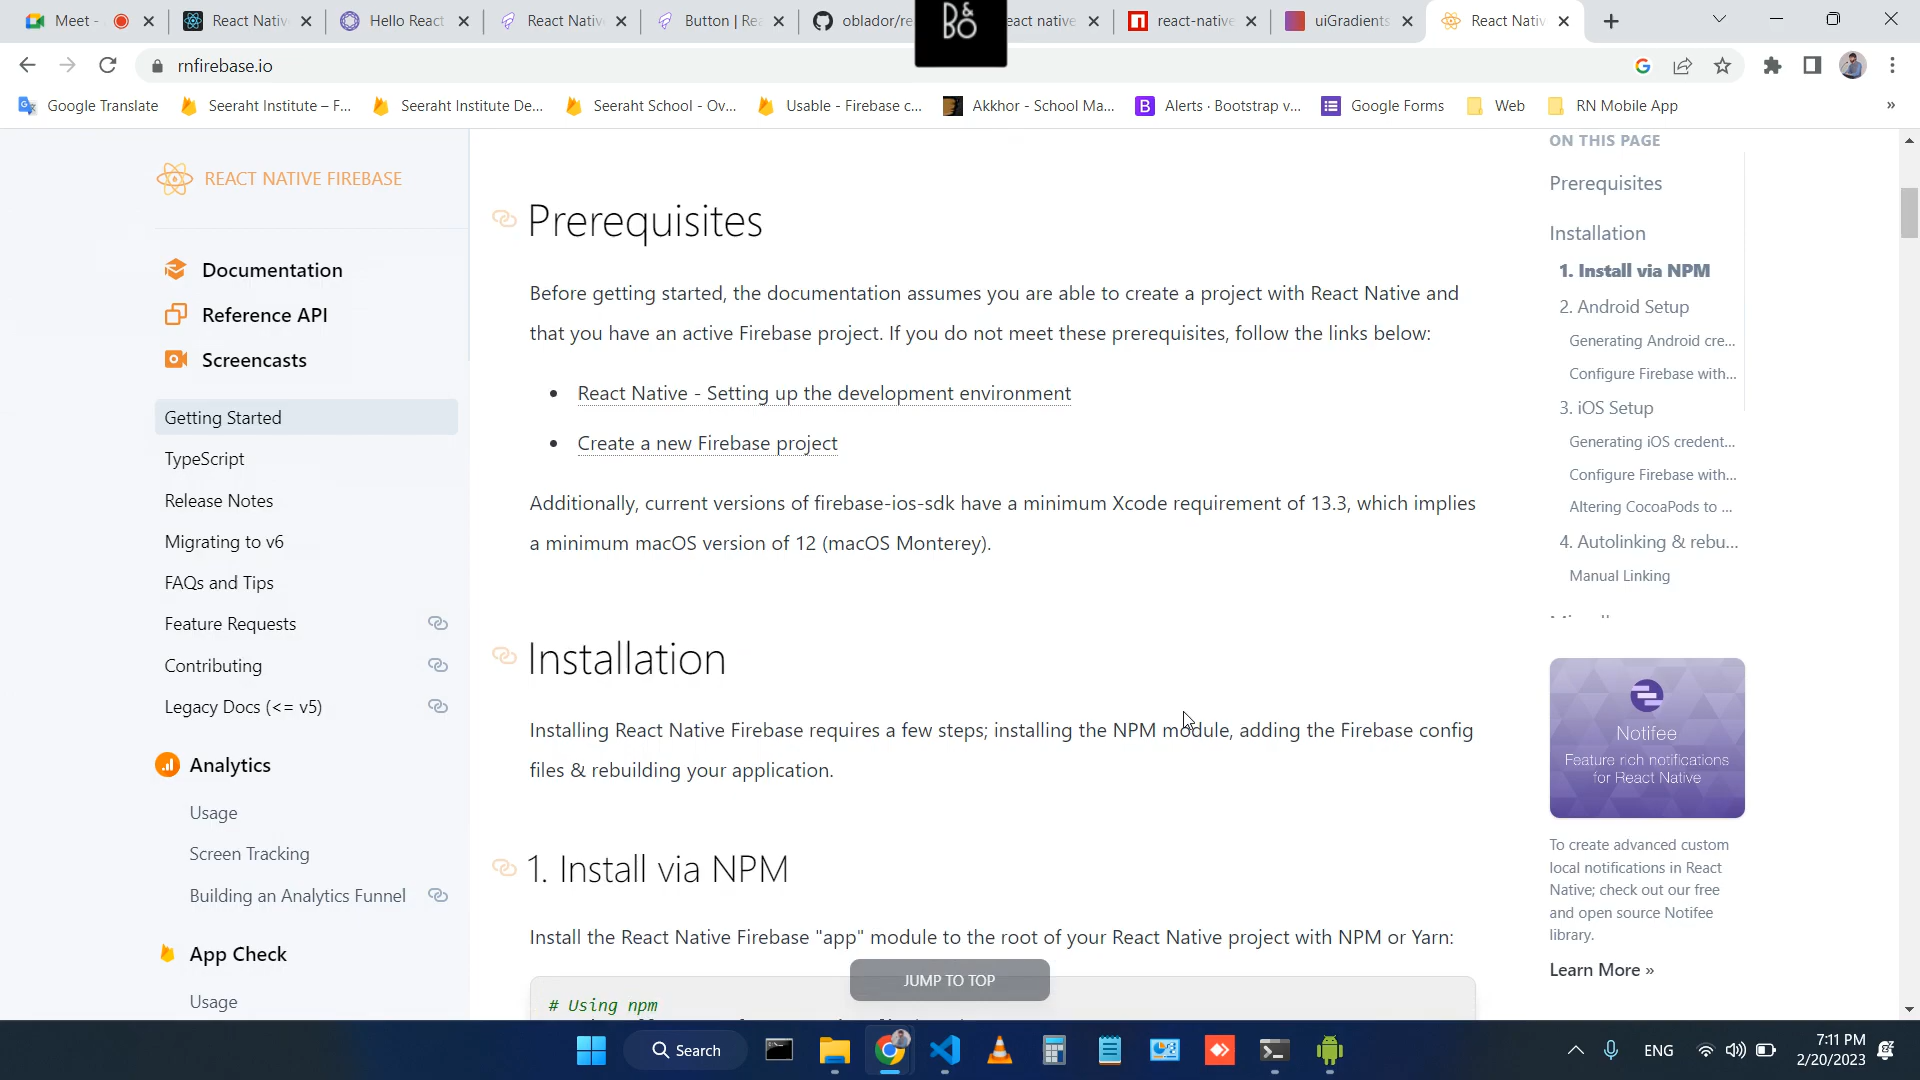 Meet -
React Nativ
Hello React
React Nativ
Button | Rea
oblador/re
eact native
react-native
uiGradients
React Nativ
B&O
rnfirebase.io
Google Translate
Seeraht Institute – F...
Seeraht Institute De...
Seeraht School - Ov...
Usable - Firebase c...
Akkhor - School Ma...
Alerts · Bootstrap v...
Google Forms
Web
RN Mobile App
»
REACT NATIVE FIREBASE
Documentation
Reference API
Screencasts
Getting Started
TypeScript
Release Notes
Migrating to v6
FAQs and Tips
Feature Requests
Contributing
Legacy Docs (<= v5)
Analytics
Usage
Screen Tracking
Building an Analytics Funnel
App Check
Usage
Prerequisites
Before getting started, the documentation assumes you are able to create a project with React Native and
that you have an active Firebase project. If you do not meet these prerequisites, follow the links below:
• React Native - Setting up the development environment
• Create a new Firebase project
Additionally, current versions of firebase-ios-sdk have a minimum Xcode requirement of 13.3, which implies
a minimum macOS version of 12 (macOS Monterey).
Installation
Installing React Native Firebase requires a few steps; installing the NPM module, adding the Firebase config
files & rebuilding your application.
1. Install via NPM
Install the React Native Firebase "app" module to the root of your React Native project with NPM or Yarn:
# Using npm
JUMP TO TOP
ON THIS PAGE
Prerequisites
Installation
1. Install via NPM
2. Android Setup
Generating Android cre...
Configure Firebase with...
3. iOS Setup
Generating iOS credent...
Configure Firebase with...
Altering CocoaPods to ...
4. Autolinking & rebu...
Manual Linking
Notifee
Feature rich notifications
for React Native
To create advanced custom
local notifications in React
Native; check out our free
and open source Notifee
library.
Learn More »
Search
ENG
7:11 PM
2/20/2023